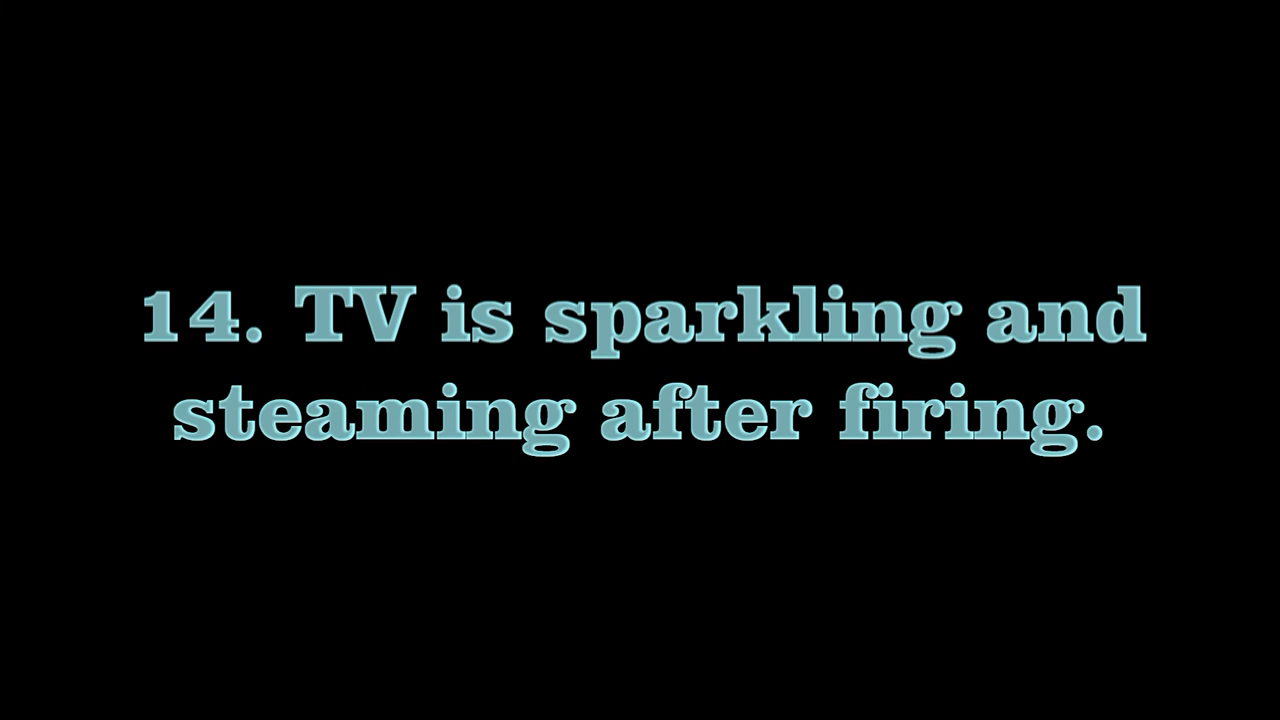 14. TV is sparkling and
steaming after firing.